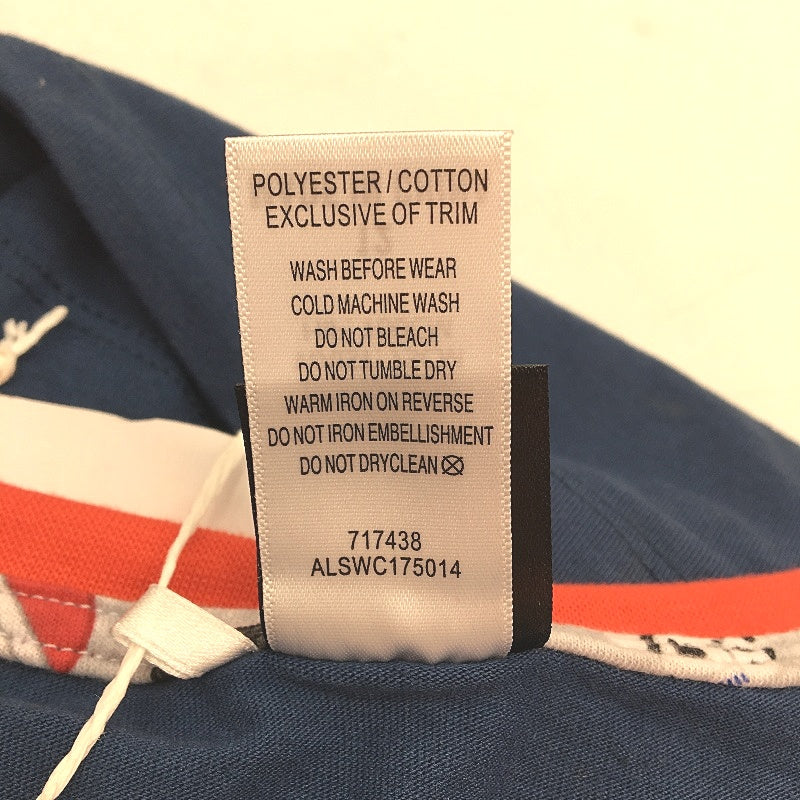 POLYESTER / COTTON
EXCLUSIVE OF TRIM
WASH BEFORE WEAR
COLD MACHINE WASH
DO NOT BLEACH
DO NOT TUMBLE DRY
WARM IRON ON REVERSE
DO NOT IRON EMBELLISHMENT
DO NOT DRYCLEAN
717438
ALSWC175014